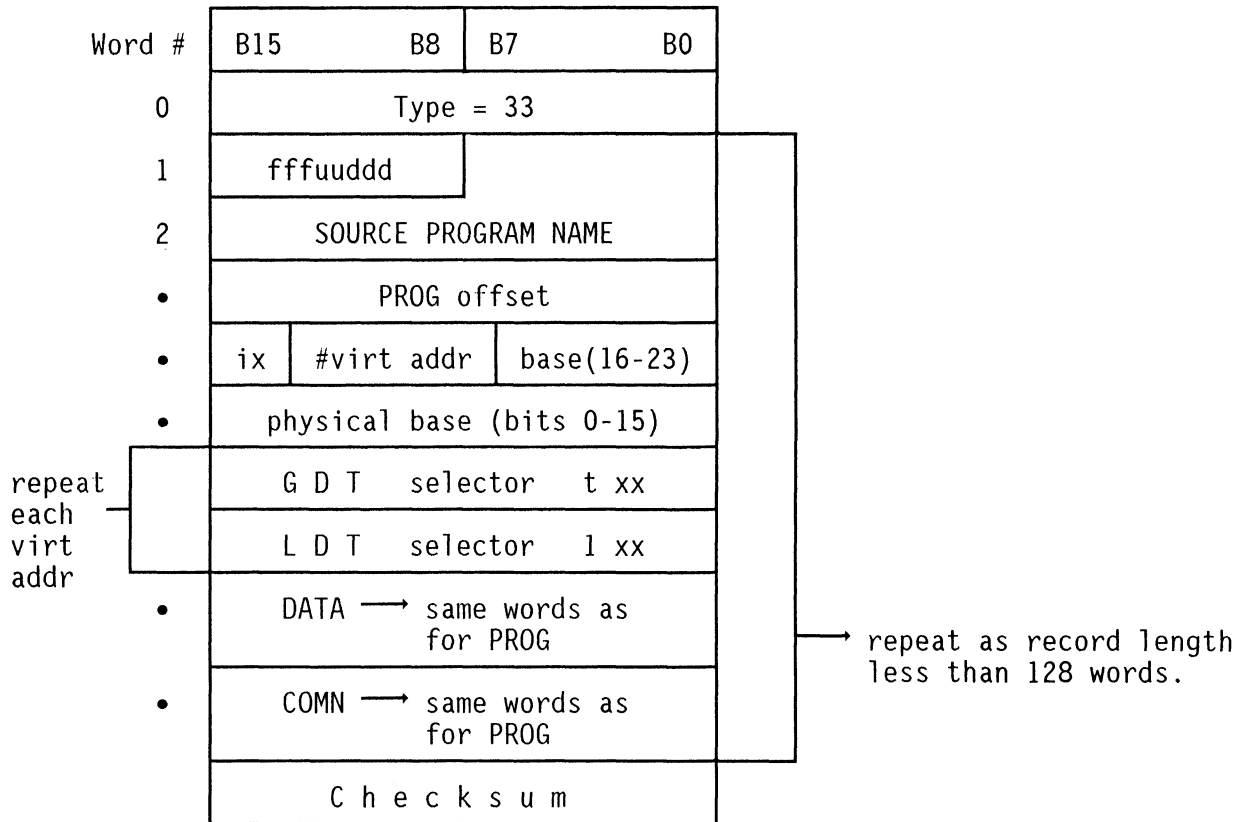 Word # B15 B8 B7 B0
0 Type = 33
1 fffuuddd
2 SOURCE PROGRAM NAME
• PROG offset
• ix #virt addr base(16-23)
• physical base (bits 0-15)
repeat
each
virt
addr
G D T selector t xx
L D T selector l xx
• DATA → same words as
for PROG
• COMN → same words as
for PROG
repeat as record length
less than 128 words.
C h e c k s u m